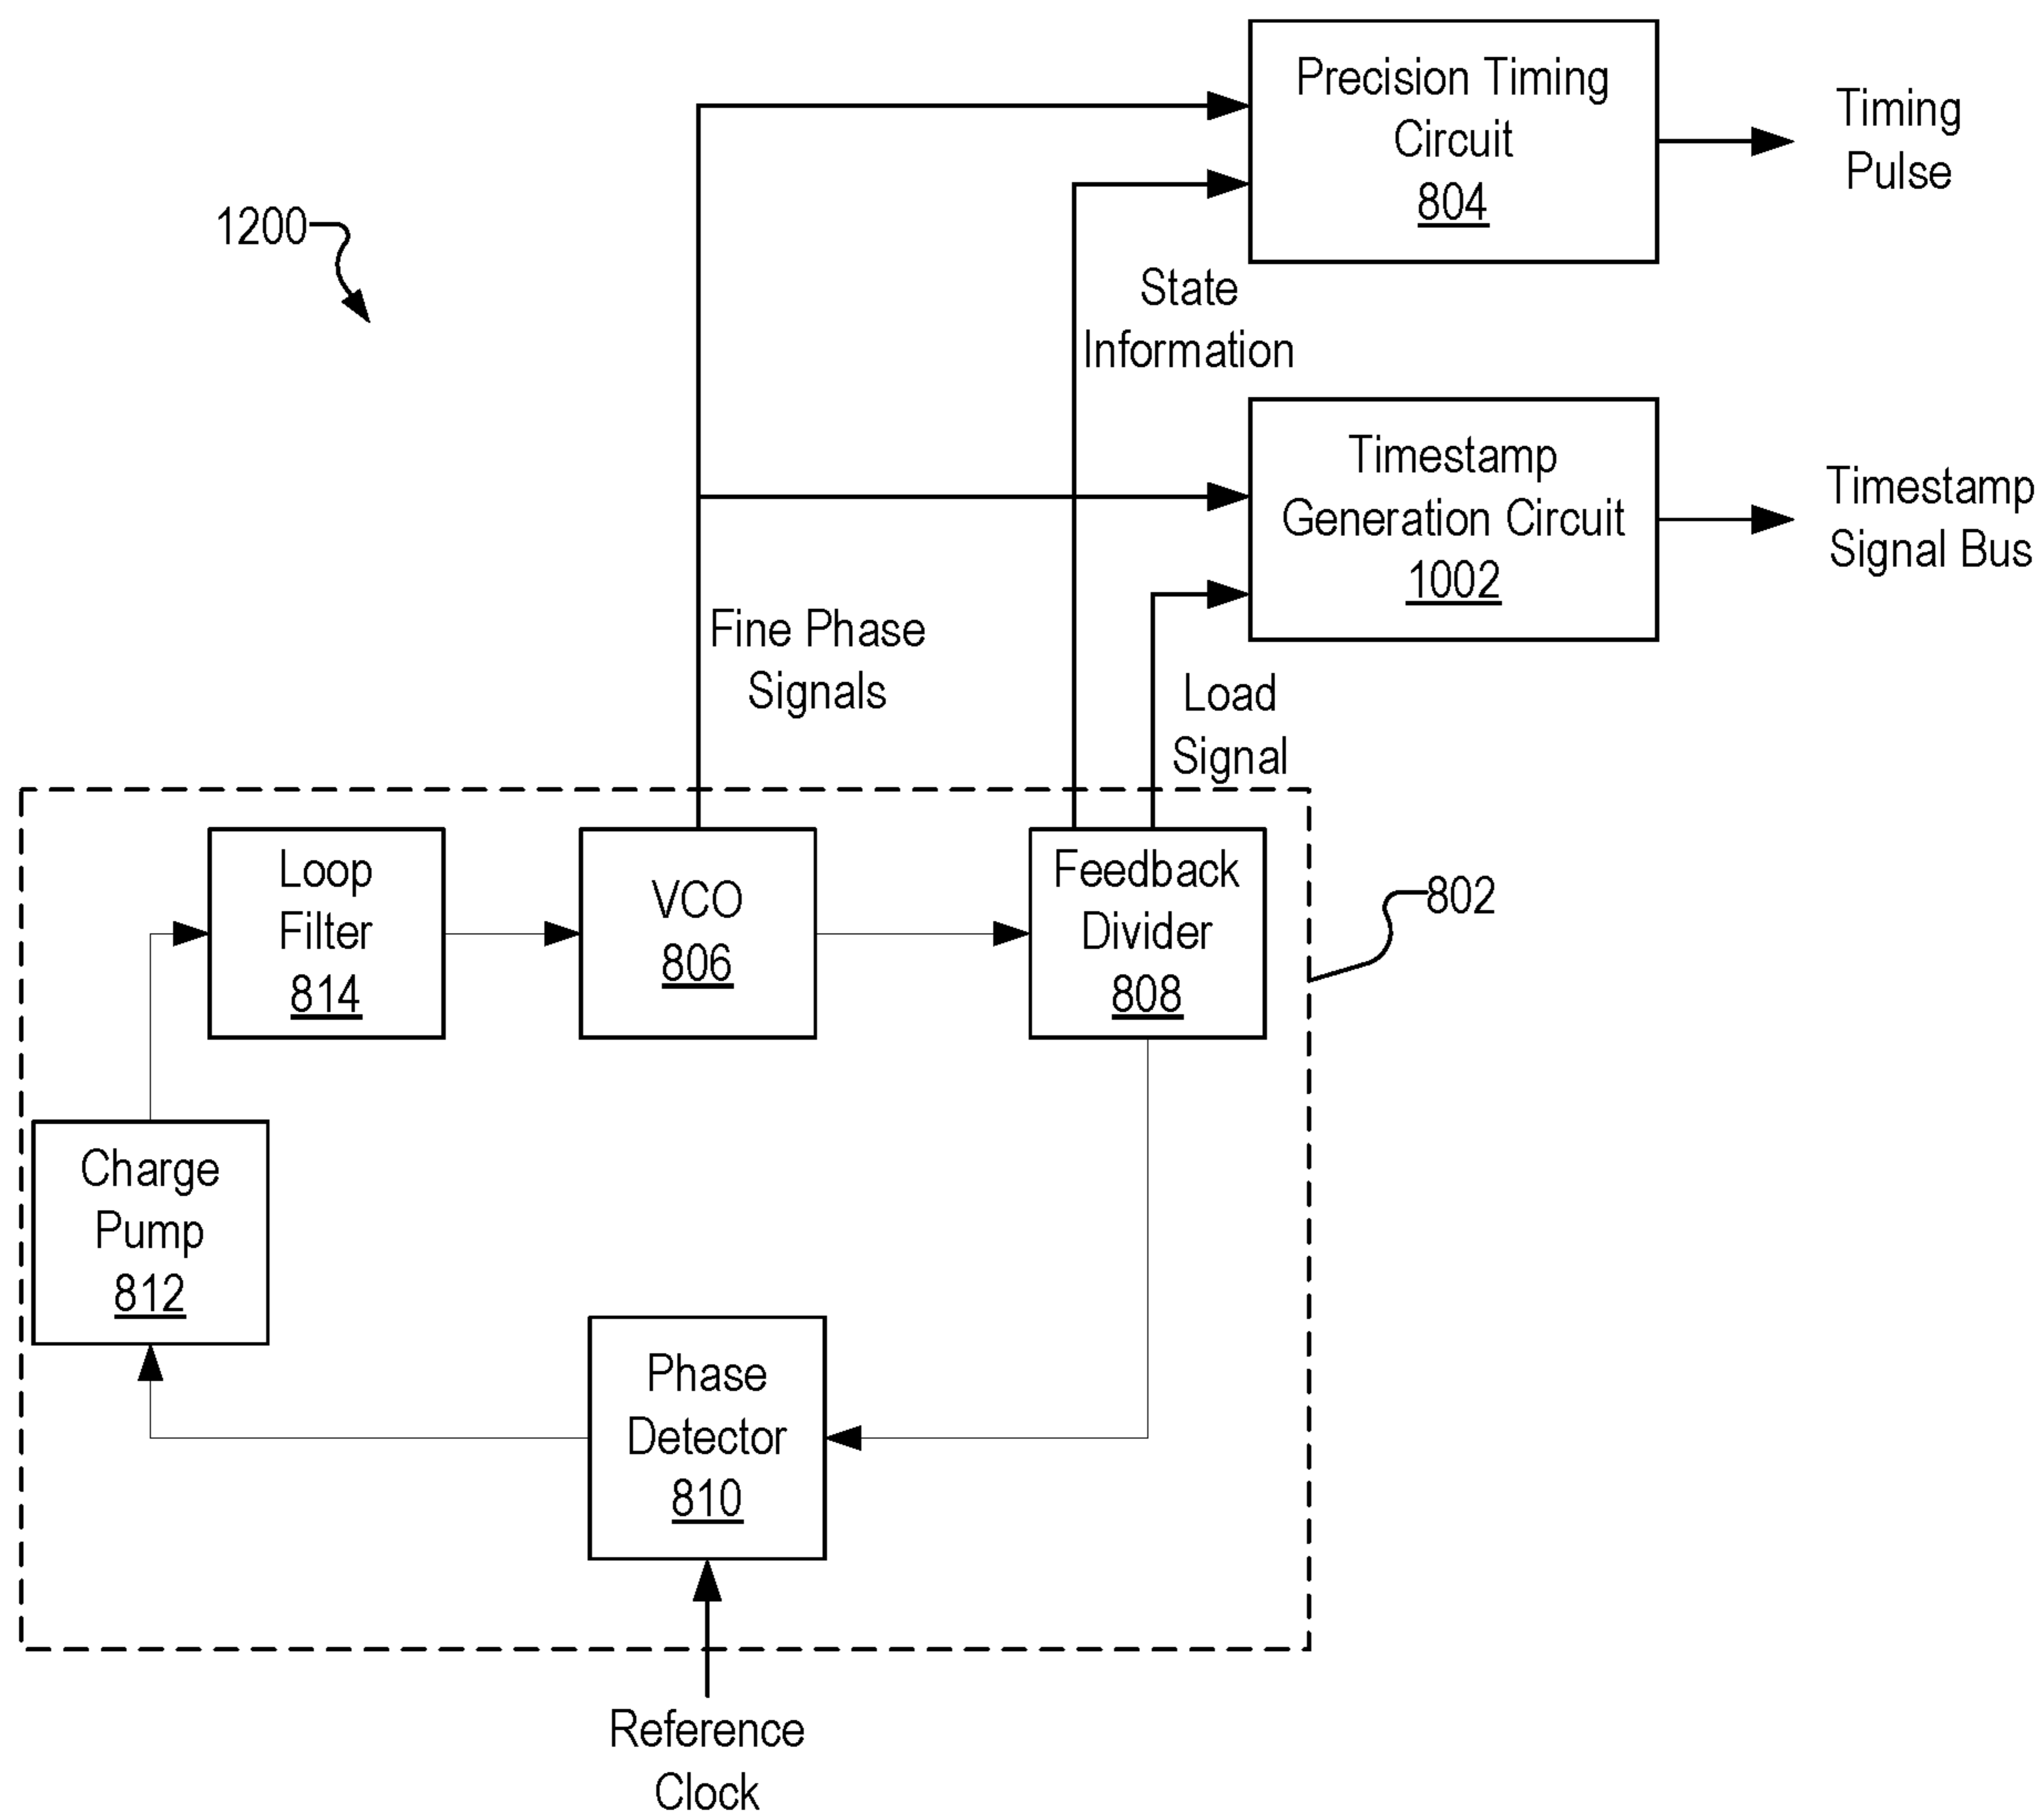 Precision Timing
Circuit
804
Timing
Pulse
1200
State
Information
Timestamp
Generation Circuit
1002
Timestamp
Signal Bus
Fine Phase
Signals
Load
Signal
Loop
Filter
814
VCO
806
Feedback
Divider
808
802
Charge
Pump
812
Phase
Detector
810
Reference
Clock